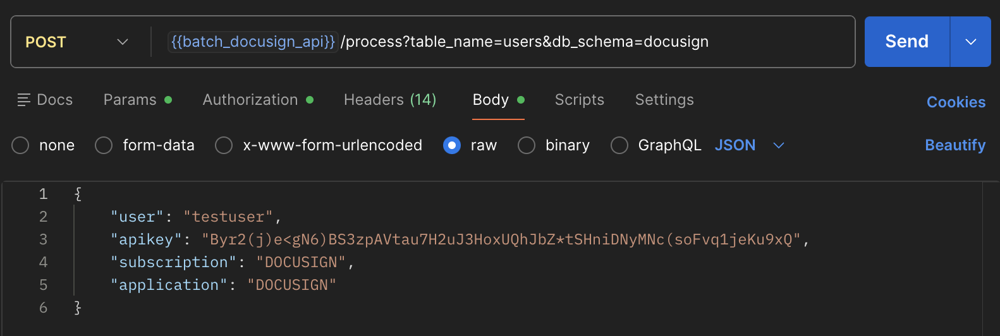 POST {{batch_docusign_api}} /process?table_name=users&db_schema=docusign Send
Docs Params Authorization Headers (14) Body Scripts Settings Cookies
none form-data x-www-form-urlencoded raw binary GraphQL JSON Beautify
1 {
2 "user": "testuser",
3 "apikey": "Byr2(j)e<gN6)BS3zpAVtau7H2uJ3HoxUQhJbZ*tSHniDNyMNc(soFvq1jeKu9xQ",
4 "subscription": "DOCUSIGN",
5 "application": "DOCUSIGN"
6 }